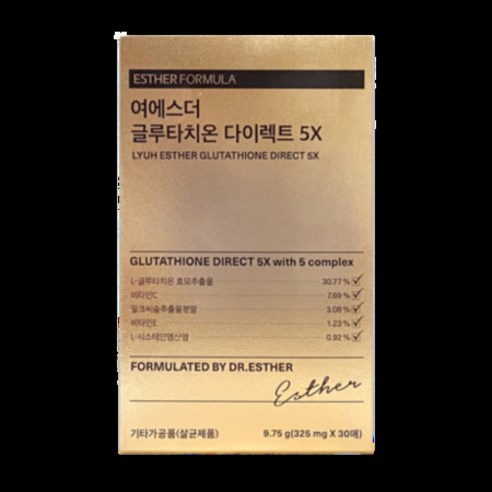 ESTHER FORMULA
여에스더
글루타치온 다이렉트 5X
LYUH ESTHER GLUTATHIONE DIRECT 5X
GLUTATHIONE DIRECT 5X with 5 complex
L-글루타치온 효모추출물 30.77 %
비타민C 7.69 %
밀크씨슬추출물분말 3.08 %
비타민E 1.23 %
L-시스테인염산염 0.92 %
FORMULATED BY DR.ESTHER
Esther
기타가공품(살균제품) 9.75 g(325 mg X 30매)